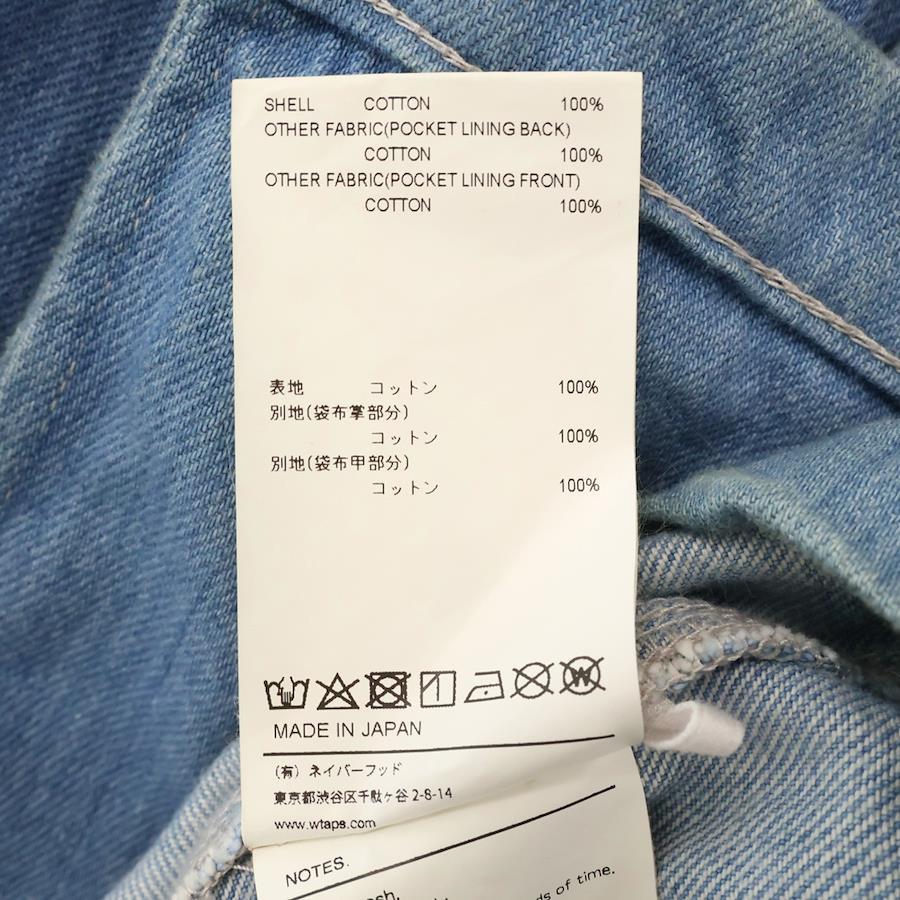 SHELL COTTON 100%
OTHER FABRIC(POCKET LINING BACK)
COTTON 100%
OTHER FABRIC(POCKET LINING FRONT)
COTTON 100%
表地 コットン 100%
別地(袋布掌部分)
コットン 100%
別地(袋布甲部分)
コットン 100%
MADE IN JAPAN
(有) ネイバーフッド
東京都渋谷区千駄ヶ谷 2-8-14
www.wtaps.com
NOTES.
of time.